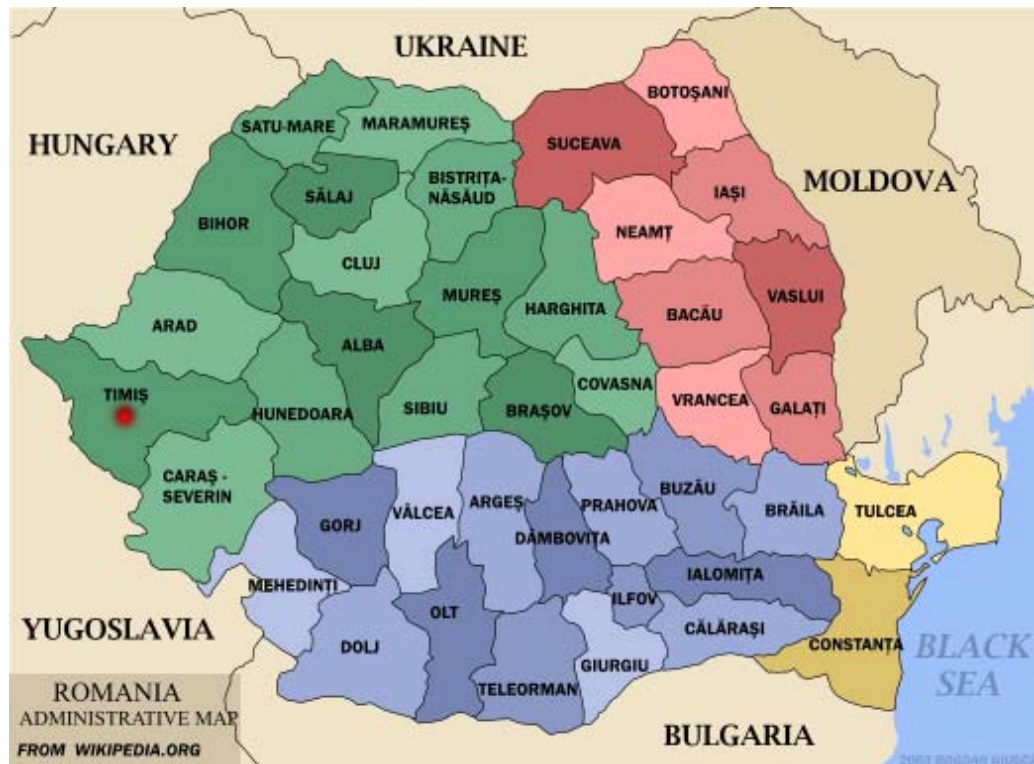 UKRAINE
HUNGARY
MOLDOVA
BOTOŞANI
SATU-MARE
MARAMUREŞ
SUCEAVA
BISTRIŢA-
NĂSĂUD
SĂLAJ
IAŞI
BIHOR
NEAMŢ
CLUJ
MUREŞ
HARGHITA
VASLUI
BACĂU
ARAD
ALBA
COVASNA
TIMIŞ
HUNEDOARA
SIBIU
BRAŞOV
VRANCEA
GALAŢI
CARAŞ -
SEVERIN
BUZĂU
ARGEŞ
PRAHOVA
VÂLCEA
GORJ
BRĂILA
TULCEA
DÂMBOVIŢA
IALOMIŢA
MEHEDINŢI
ILFOV
OLT
CĂLĂRAŞI
YUGOSLAVIA
DOLJ
CONSTANŢA
BLACK
SEA
GIURGIU
TELEORMAN
ROMANIA
ADMINISTRATIVE MAP
FROM WIKIPEDIA.ORG
BULGARIA
2003 BOGDAN GIUSC